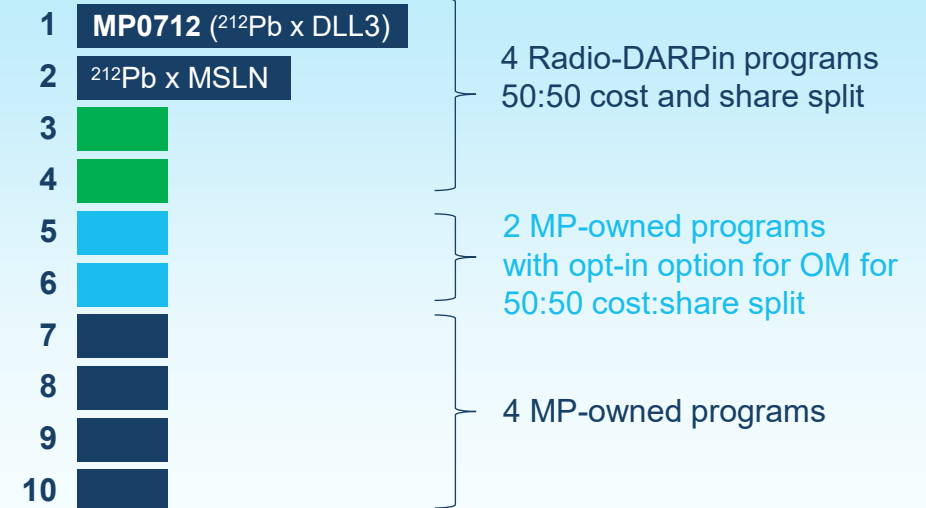 1 MP0712 (²¹²Pb x DLL3)
2 ²¹²Pb x MSLN
3
4
4 Radio-DARPin programs
50:50 cost and share split
5
6
2 MP-owned programs
with opt-in option for OM for
50:50 cost:share split
7
8
9
10
4 MP-owned programs